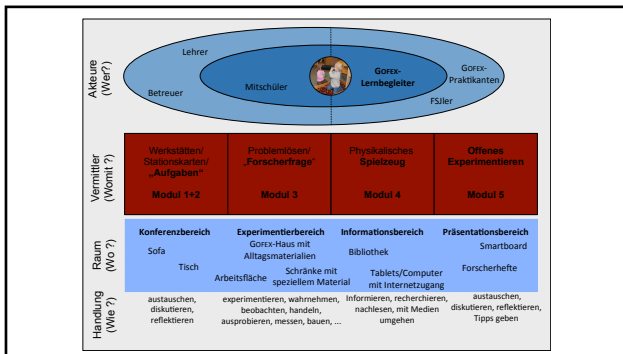 Akteure
(Wer?)
Lehrer
Betreuer
Mitschüler
GOFEX-
Lernbegleiter
GOFEX-
Praktikanten
FSJler
Vermittler
(Womit ?)
Werkstätten/
Stationskarten/
„Aufgaben“
Modul 1+2
Problemlösen/
„Forscherfrage“
Modul 3
Physikalisches
Spielzeug
Modul 4
Offenes
Experimentieren
Modul 5
Raum
(Wo ?)
Konferenzbereich
Sofa
Tisch
Experimentierbereich
GOFEX-Haus mit
Alltagsmaterialien
Arbeitsfläche
Schränke mit
speziellem Material
Informationsbereich
Bibliothek
Tablets/Computer
mit Internetzugang
Präsentationsbereich
Smartboard
Forscherhefte
Handlung
(Wie ?)
austauschen,
diskutieren,
reflektieren
experimentieren, wahrnehmen,
beobachten, handeln,
ausprobieren, messen, bauen, ...
Informieren, recherchieren,
nachlesen, mit Medien
umgehen
austauschen,
diskutieren, reflektieren,
Tipps geben